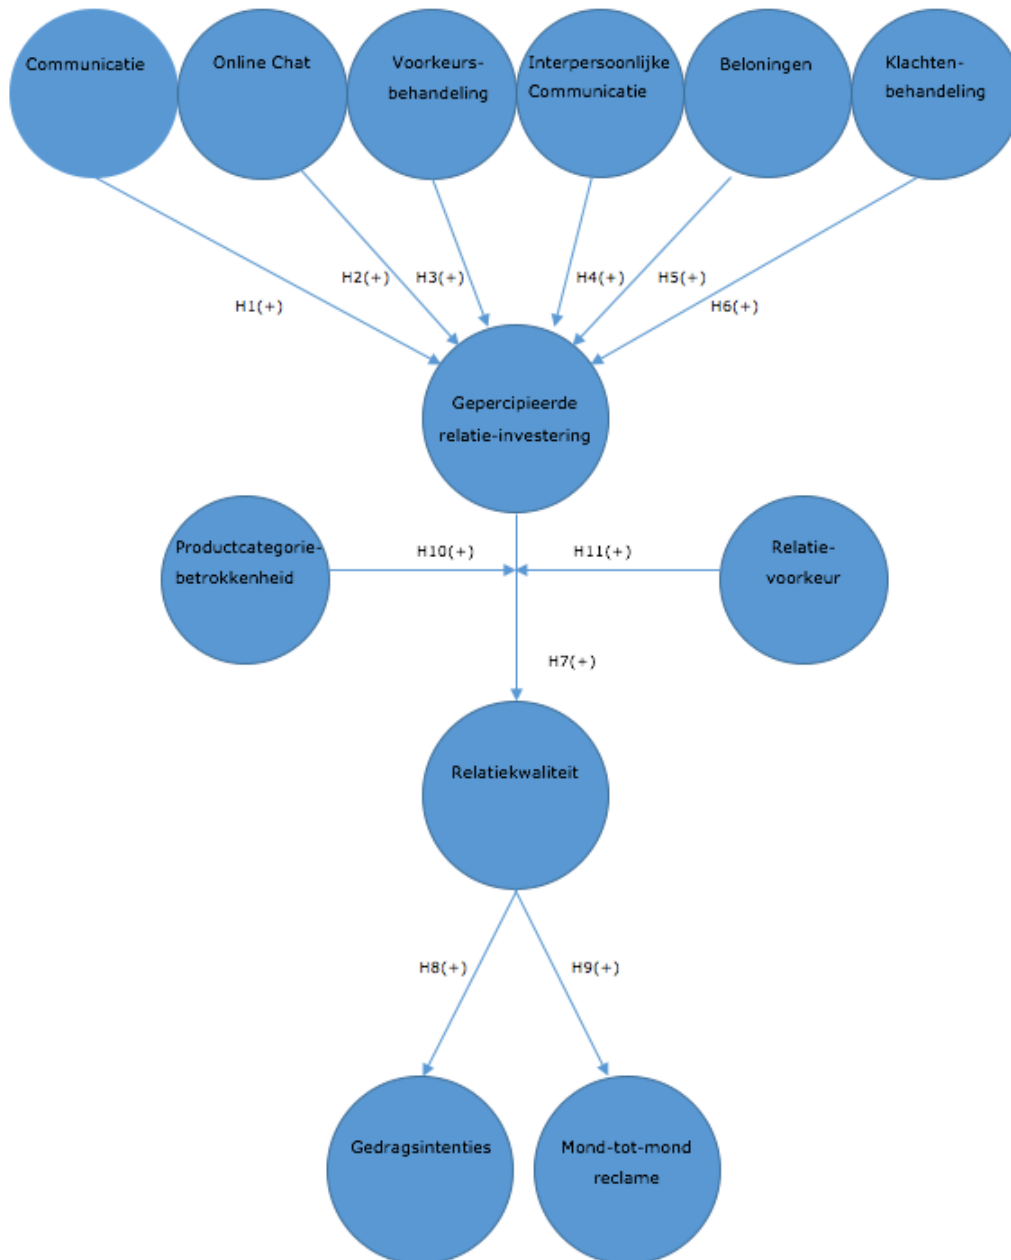 Communicatie
Online Chat
Voorkeurs-
behandeling
Interpersoonlijke
Communicatie
Beloningen
Klachten-
behandeling
H1(+)
H2(+)
H3(+)
H4(+)
H5(+)
H6(+)
Gepercipieerde
relatie-investering
Productcategorie-
betrokkenheid
H10(+)
H11(+)
Relatie-
voorkeur
H7(+)
Relatiekwaliteit
H8(+)
H9(+)
Gedragsintenties
Mond-tot-mond
reclame